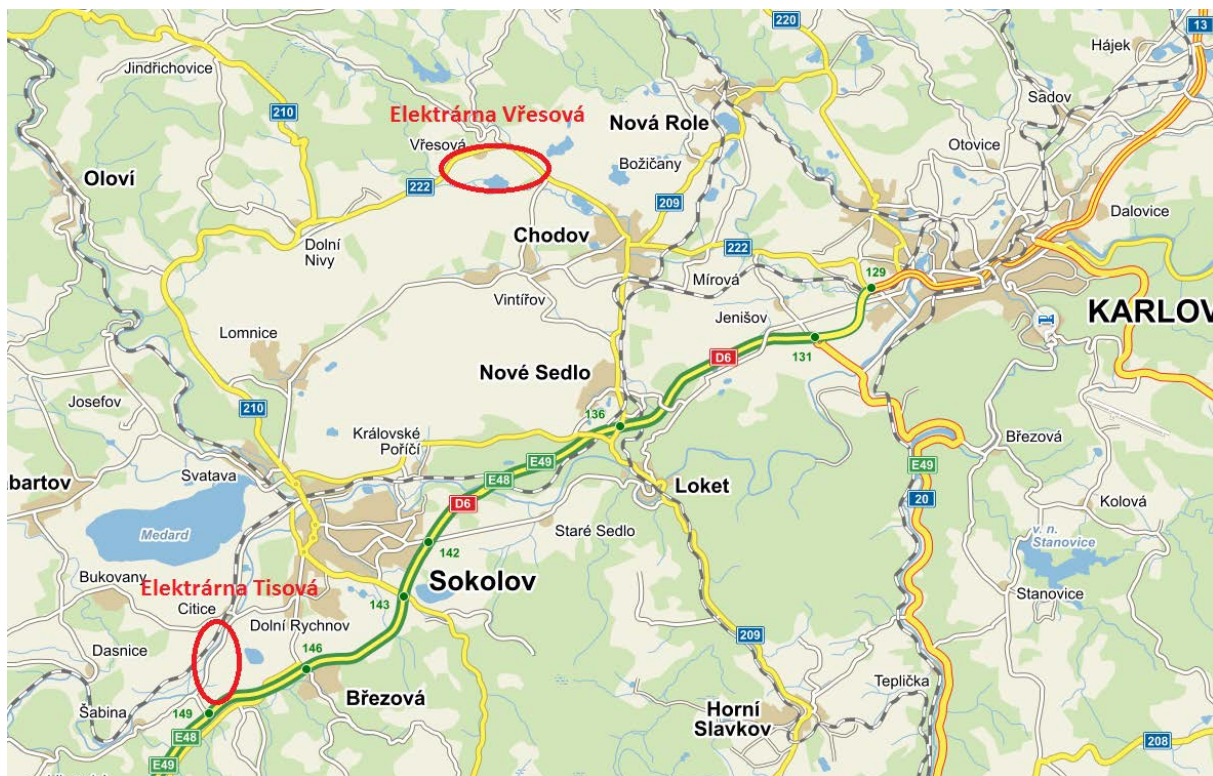 220
13
Hájek
Jindřichovice
Sadov
210
Elektrárna Vřesová
Nová Role
Vřesová
Otovice
Božičany
Oloví
222
209
Dalovice
Chodov
Dolní
Nivy
222
Mírová
129
Vintířov
KARLOV
Jenišov
Lomnice
131
D6
Nové Sedlo
Josefov
210
136
Královské
Poříčí
Březová
E49
E49
Svatava
E48
abartov
Loket
20
Kolová
D6
Medard
Staré Sedlo
v. n.
Stanovice
142
Bukovany
Sokolov
Elektrárna Tisová
143
Stanovice
Citice
Dolní Rychnov
209
Dasnice
146
Teplička
Březová
Šabina
149
Horní
Slavkov
E48
208
E49